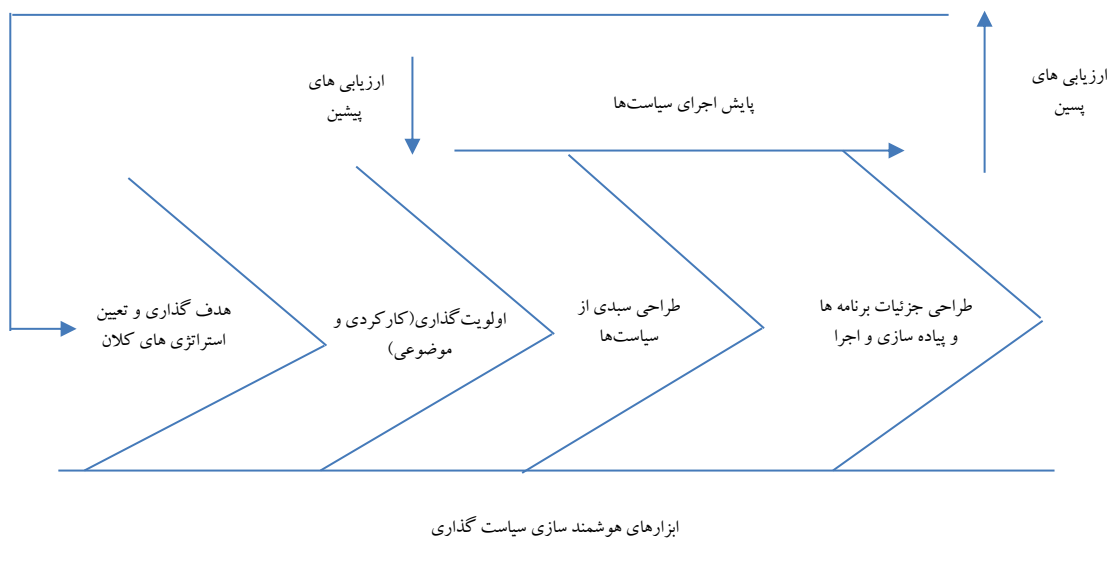 ارزیابی های
پسین
ارزیابی های
پیشین
پایش اجرای سیاست‌ها
هدف گذاری و تعیین
استراتژی های کلان
اولویت‌گذاری(کارکردی و
موضوعی)
طراحی سبدی از
سیاست‌ها
طراحی جزئیات برنامه ها
و پیاده سازی و اجرا
ابزارهای هوشمند سازی سیاست گذاری